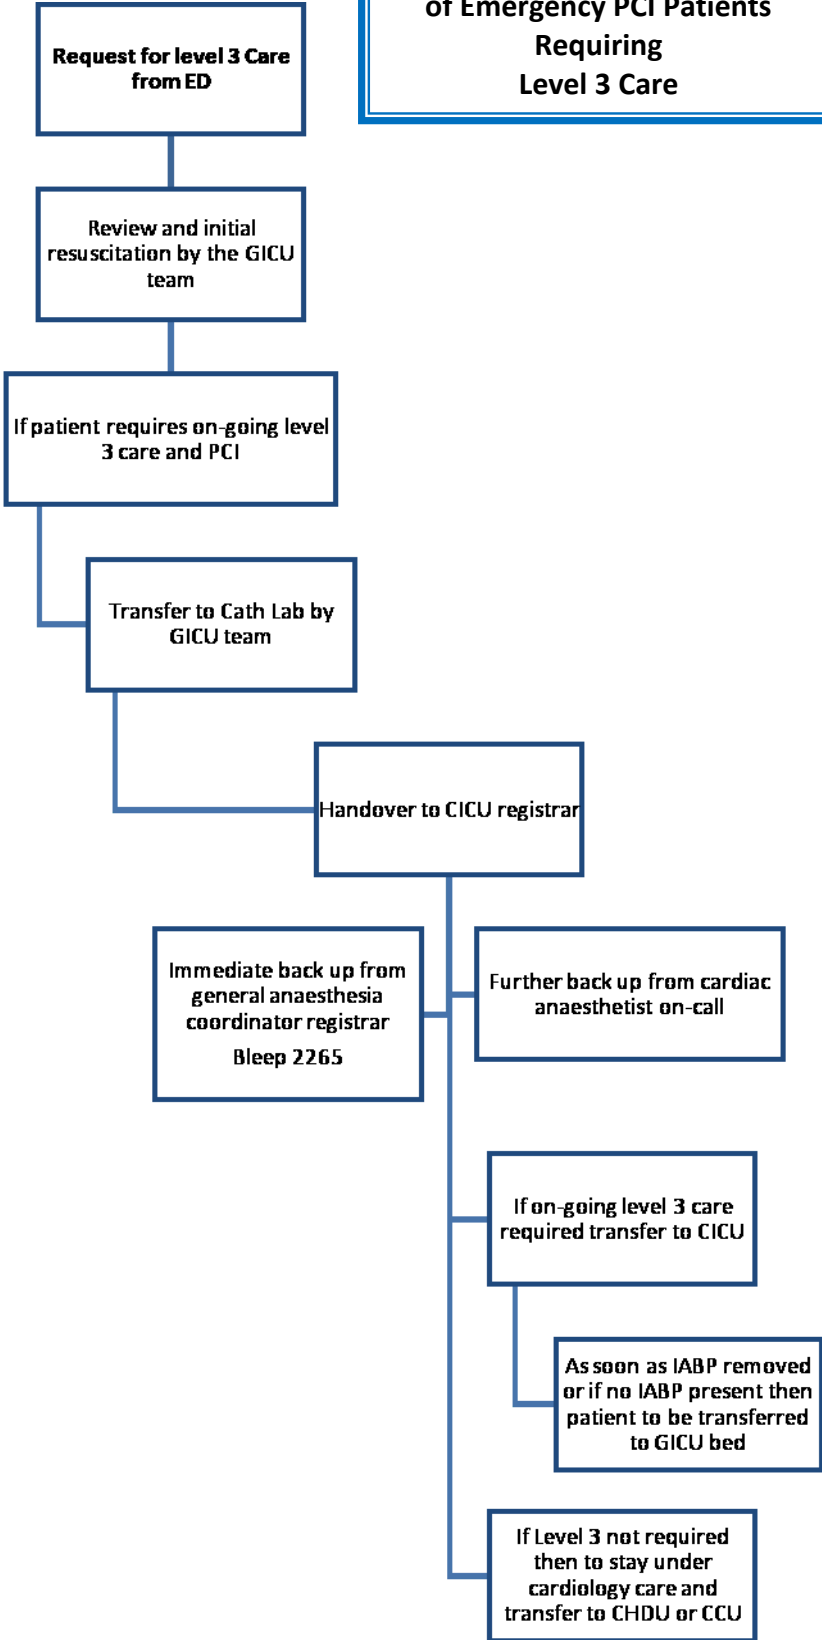 of Emergency PCI Patients
Requiring
Level 3 Care
Request for level 3 Care
from ED
Review and initial
resuscitation by the GICU
team
If patient requires on-going level
3 care and PCI
Transfer to Cath Lab by
GICU team
Handover to CICU registrar
Immediate back up from
general anaesthesia
coordinator registrar
Bleep 2265
Further back up from cardiac
anaesthetist on-call
If on-going level 3 care
required transfer to CICU
As soon as IABP removed
or if no IABP present then
patient to be transferred
to GICU bed
If Level 3 not required
then to stay under
cardiology care and
transfer to CHDU or CCU